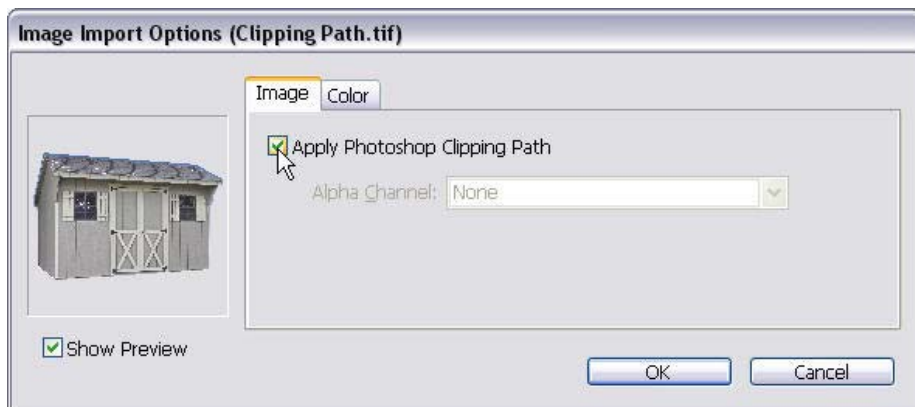 Image Import Options (Clipping Path.tif)
Image Color
Apply Photoshop Clipping Path
Alpha Channel: None
Show Preview
OK Cancel